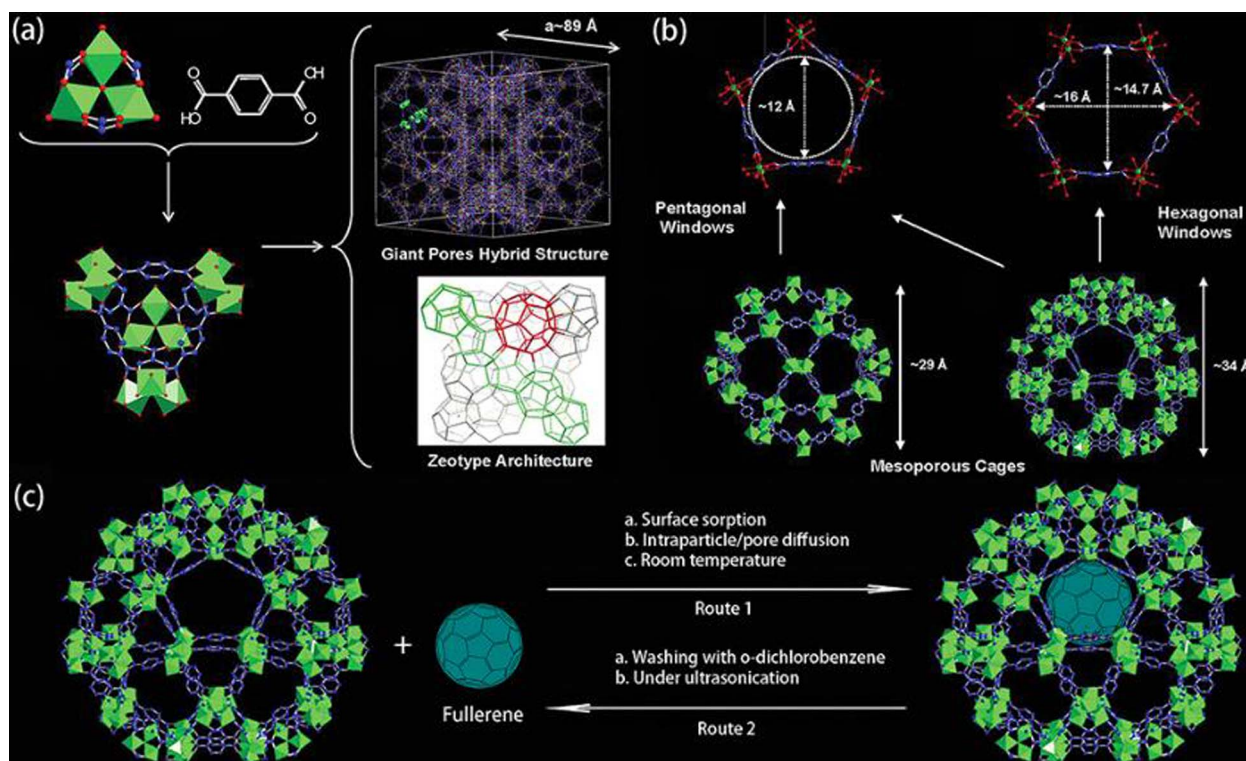 (a)
O
OH
HO
O
a~89 Å
Giant Pores Hybrid Structure
Zeotype Architecture
(b)
~12 Å
~16 Å
~14.7 Å
Pentagonal
Windows
Hexagonal
Windows
~29 Å
~34 Å
Mesoporous Cages
(c)
+
Fullerene
a. Surface sorption
b. Intraparticle/pore diffusion
c. Room temperature
Route 1
a. Washing with o-dichlorobenzene
b. Under ultrasonication
Route 2